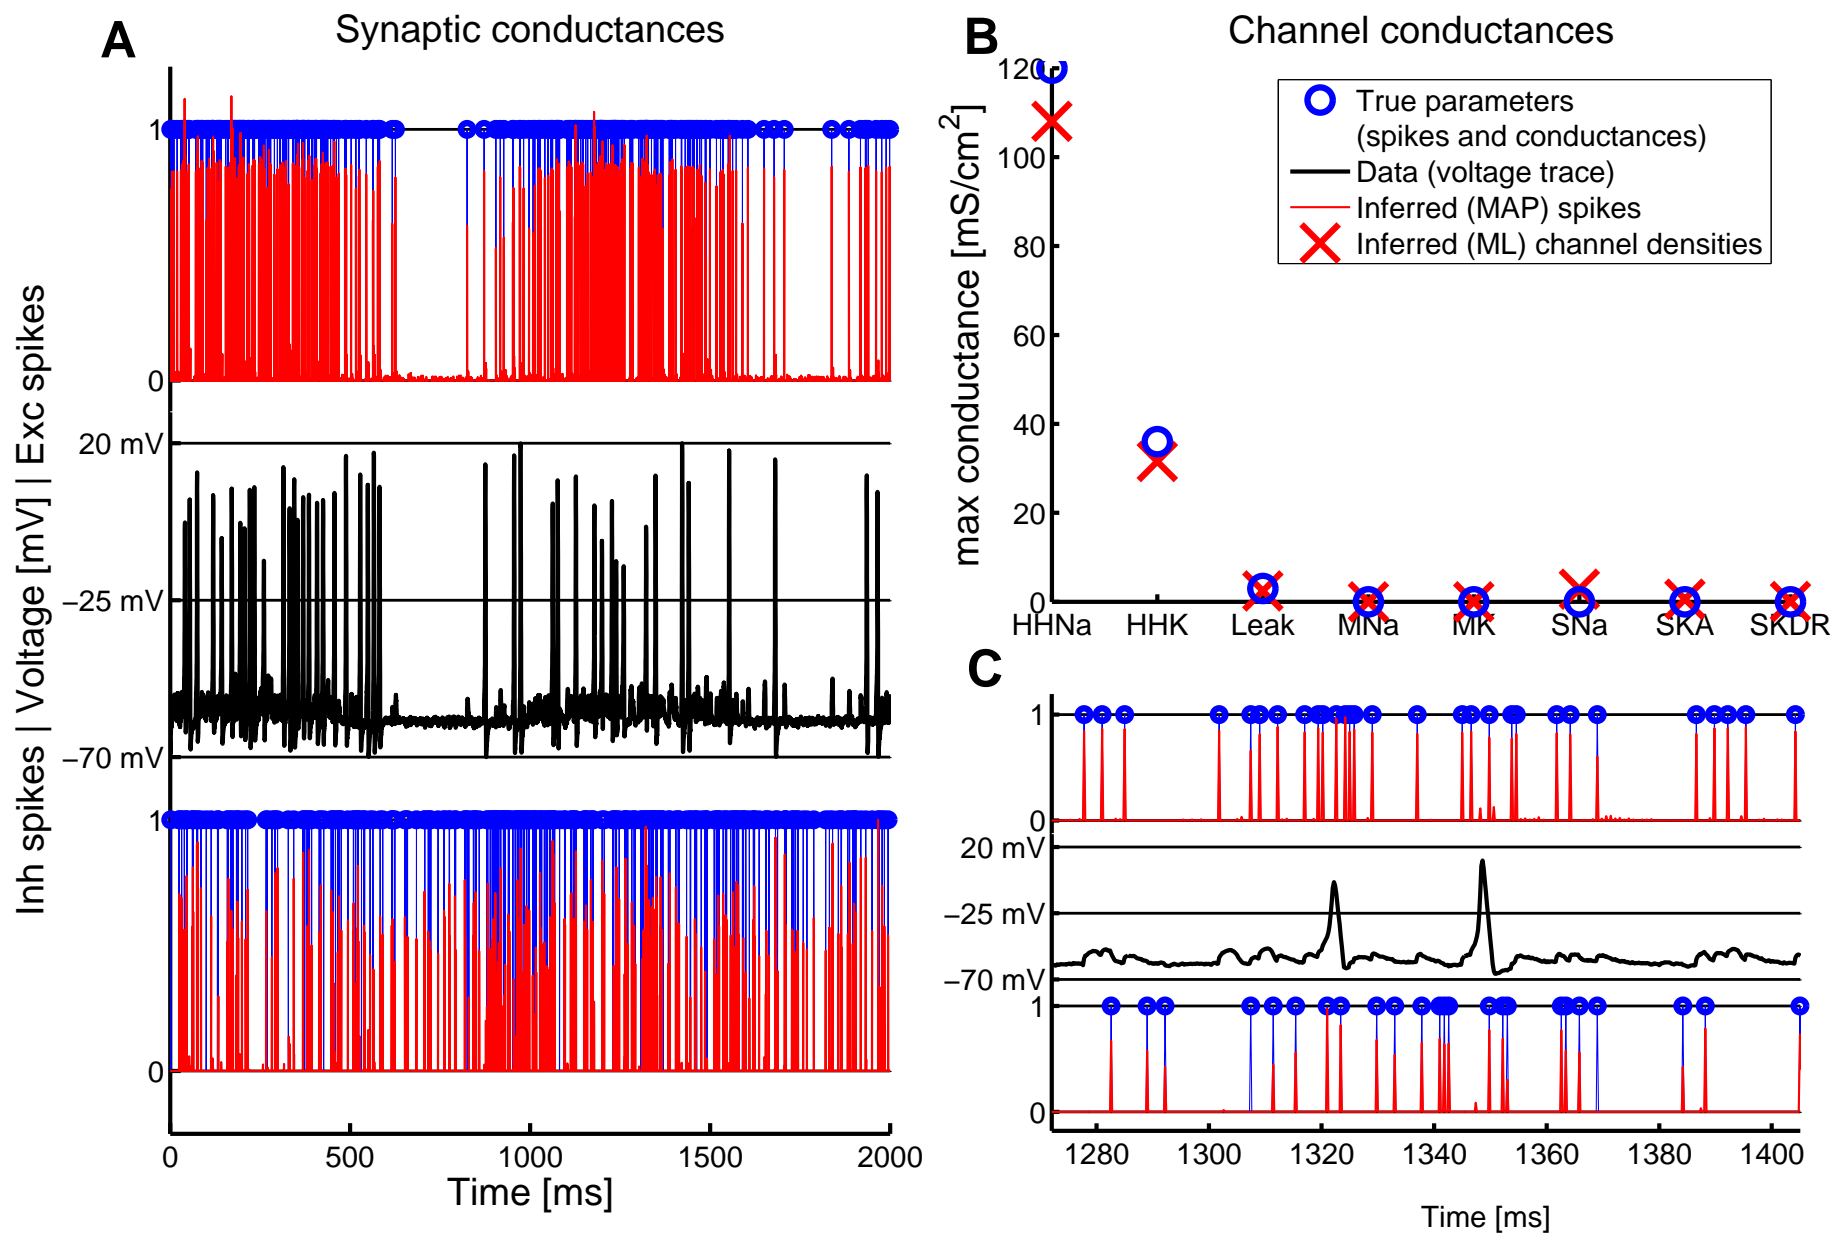 A
Synaptic conductances
Inh spikes | Voltage [mV] | Exc spikes
1
0
20 mV
−25 mV
−70 mV
1
0
0
500
1000
1500
2000
Time [ms]
B
Channel conductances
max conductance [mS/cm2]
120
100
80
60
40
20
0
True parameters
(spikes and conductances)
Data (voltage trace)
Inferred (MAP) spikes
Inferred (ML) channel densities
HHNa
HHK
Leak
MNa
MK
SNa
SKA
SKDR
C
1
0
20 mV
−25 mV
−70 mV
1
0
1280
1300
1320
1340
1360
1380
1400
Time [ms]